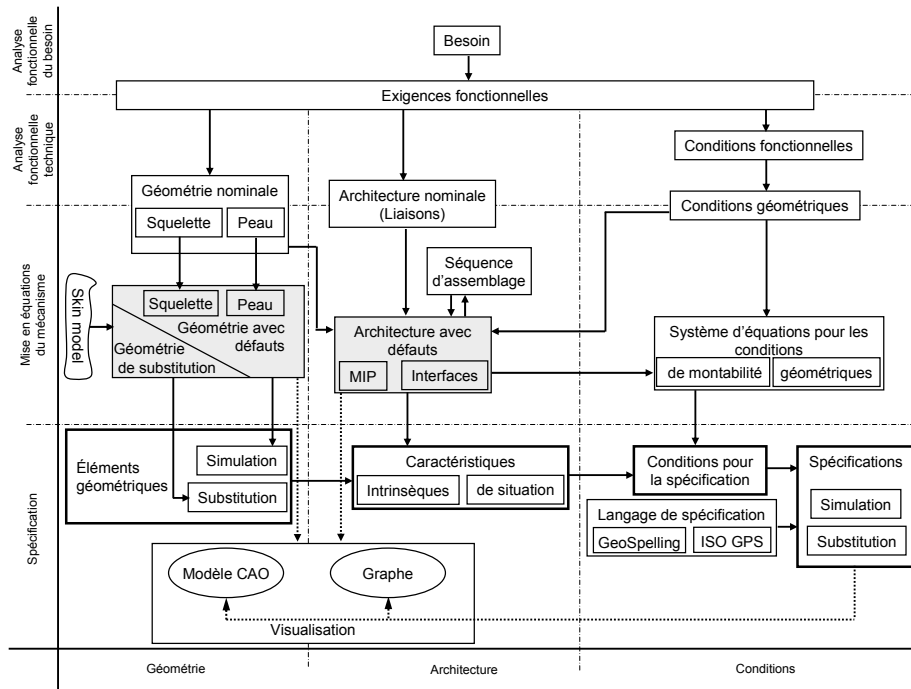 Analyse
fonctionnelle
du besoin
Besoin
Exigences fonctionnelles
Analyse
fonctionnelle
technique
Conditions fonctionnelles
Géométrie nominale
Squelette
Peau
Architecture nominale
(Liaisons)
Conditions géométriques
Mise en équations
du mécanisme
Skin model
Squelette
Peau
Géométrie avec
défauts
Géométrie
de substitution
Séquence
d'assemblage
Architecture avec
défauts
MIP
Interfaces
Système d'équations pour les
conditions
de montabilité
géométriques
Spécification
Éléments
géométriques
Simulation
Substitution
Caractéristiques
Intrinsèques
de situation
Conditions pour
la spécification
Spécifications
Simulation
Substitution
Langage de spécification
GeoSpelling
ISO GPS
Modèle CAO
Graphe
Visualisation
Géométrie
Architecture
Conditions